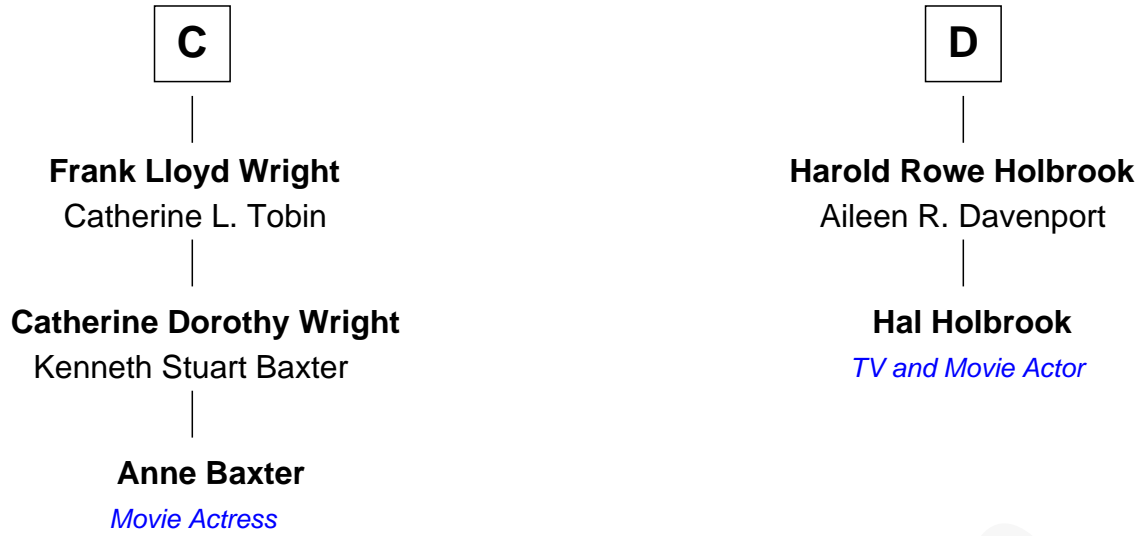 C
Frank Lloyd Wright
Catherine L. Tobin
Catherine Dorothy Wright
Kenneth Stuart Baxter
Anne Baxter
Movie Actress
D
Harold Rowe Holbrook
Aileen R. Davenport
Hal Holbrook
TV and Movie Actor